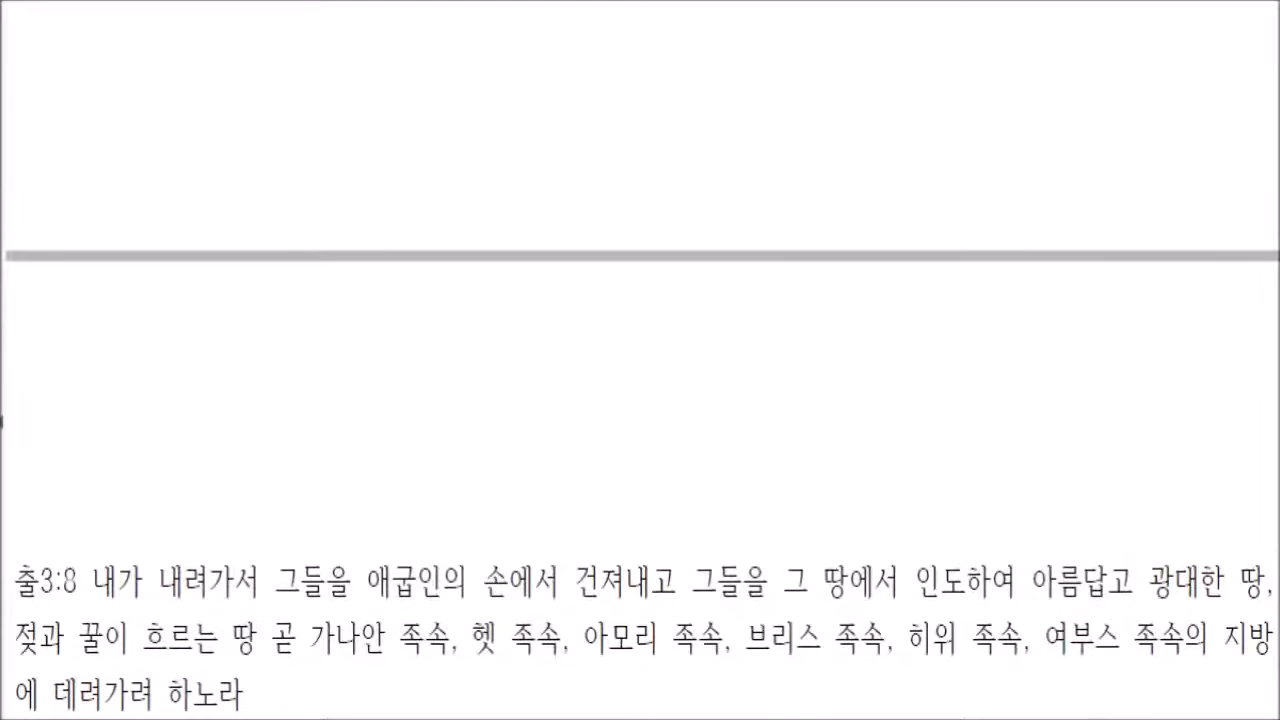 출3:8 내가 내려가서 그들을 애굽인의 손에서 건져내고 그들을 그 땅에서 인도하여 아름답고 광대한 땅,
젖과 꿀이 흐르는 땅 곧 가나안 족속, 헷 족속, 아모리 족속, 브리스 족속, 히위 족속, 여부스 족속의 지방
에 데려가려 하노라